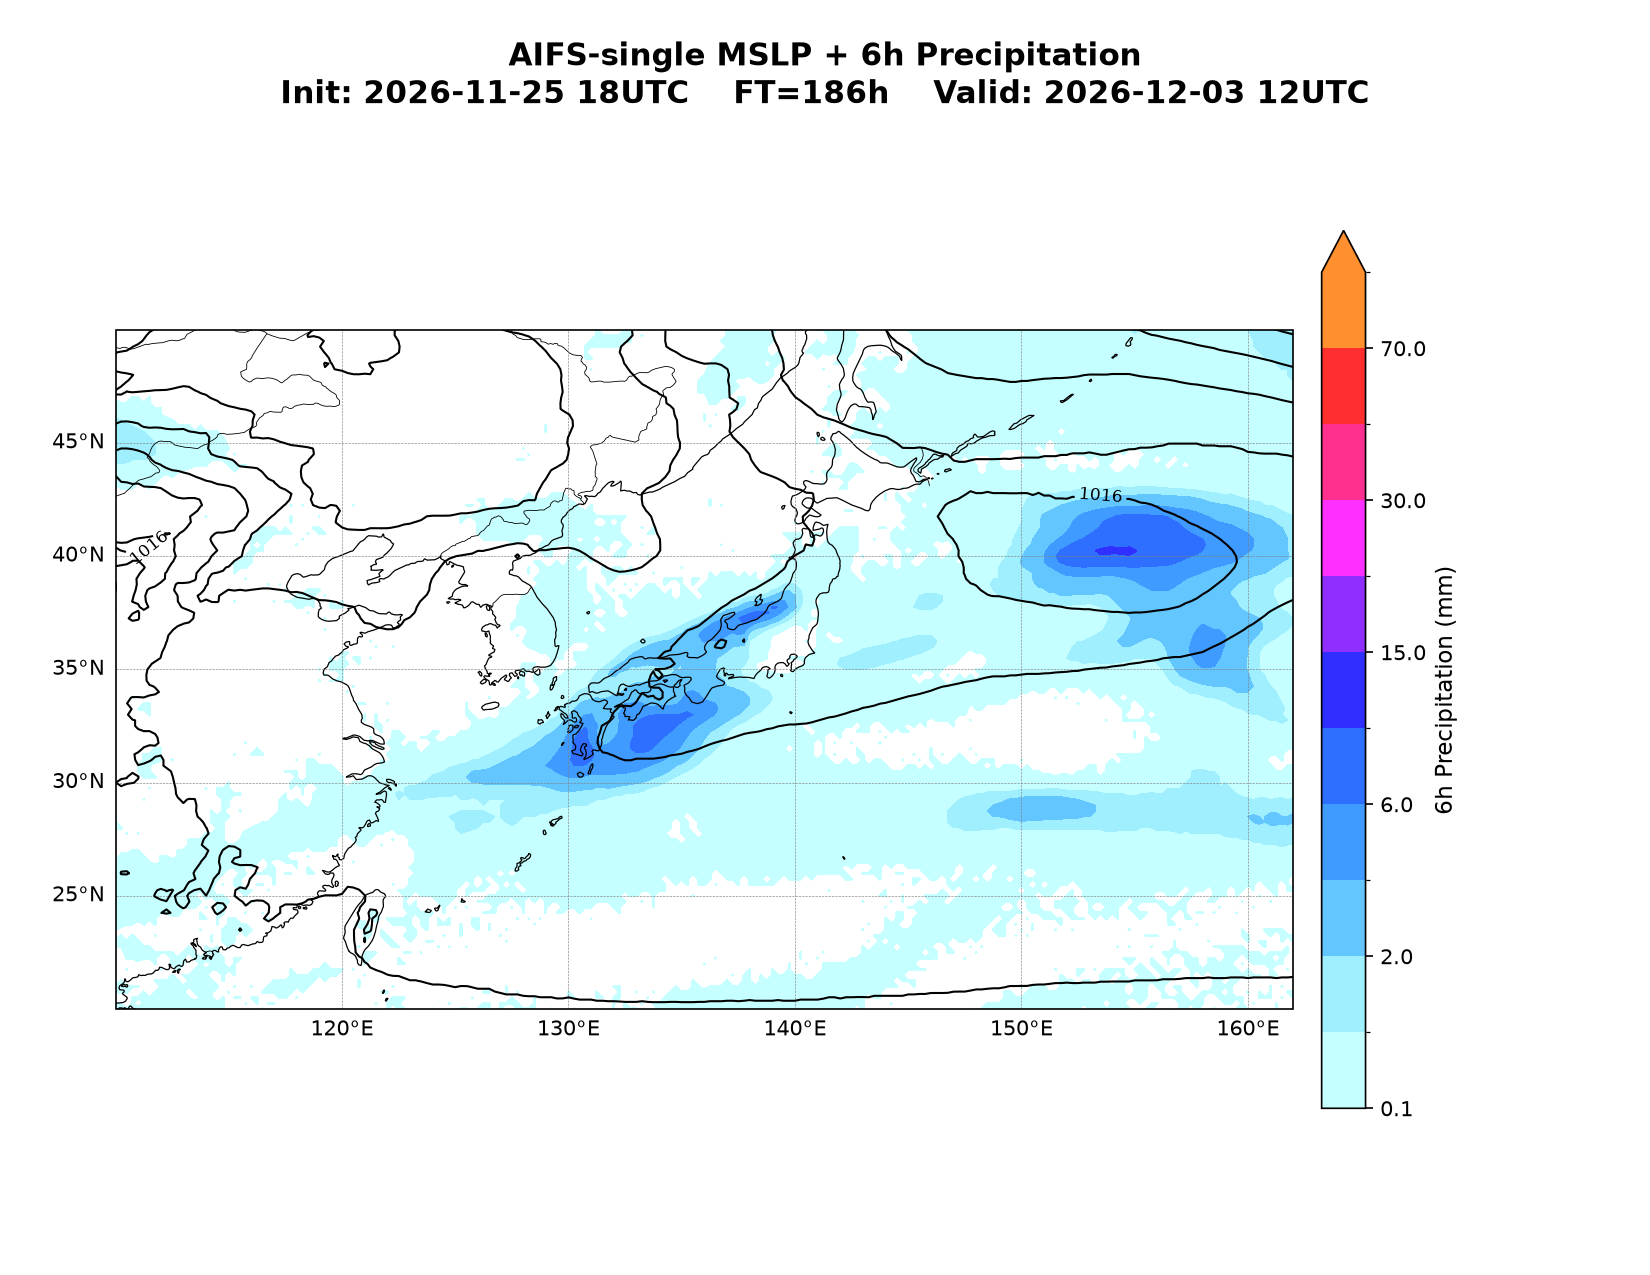 AIFS-single MSLP + 6h Precipitation
Init: 2026-11-25 18UTC    FT=186h    Valid: 2026-12-03 12UTC
70.0
30.0
15.0
6.0
2.0
0.1
6h Precipitation (mm)
45°N
40°N
35°N
30°N
25°N
1016
1016
120°E
130°E
140°E
150°E
160°E